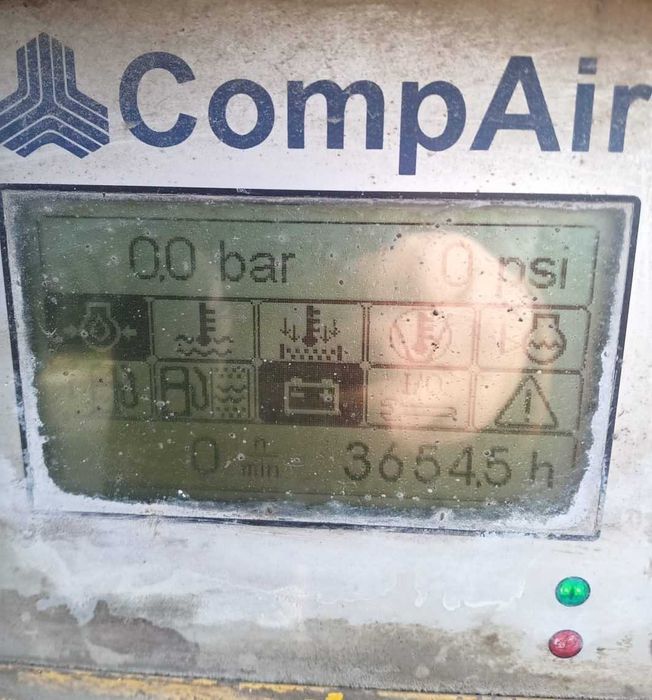 CompAir
0.0 bar 0 psi
I/O
0 n/min 3654.5 h